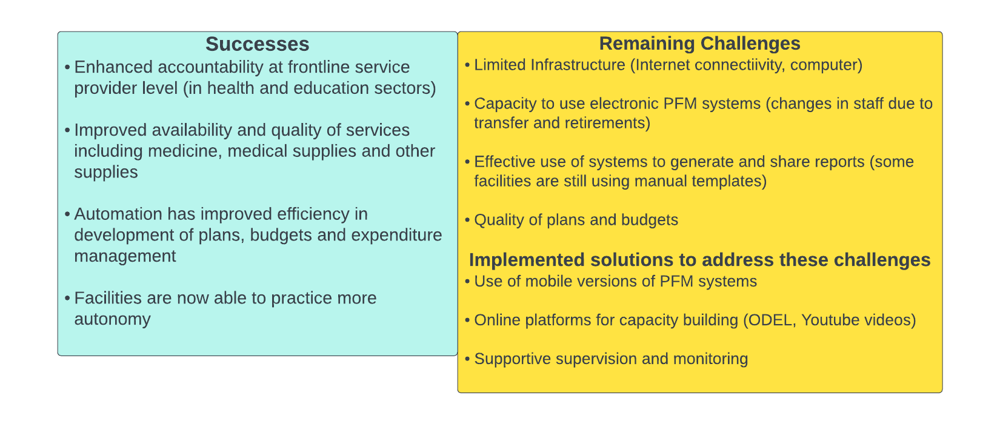 Successes
• Enhanced accountability at frontline service
provider level (in health and education sectors)
• Improved availability and quality of services
including medicine, medical supplies and other
supplies
• Automation has improved efficiency in
development of plans, budgets and expenditure
management
• Facilities are now able to practice more
autonomy
Remaining Challenges
• Limited Infrastructure (Internet connectiivity, computer)
• Capacity to use electronic PFM systems (changes in staff due to
transfer and retirements)
• Effective use of systems to generate and share reports (some
facilities are still using manual templates)
• Quality of plans and budgets
Implemented solutions to address these challenges
• Use of mobile versions of PFM systems
• Online platforms for capacity building (ODEL, Youtube videos)
• Supportive supervision and monitoring